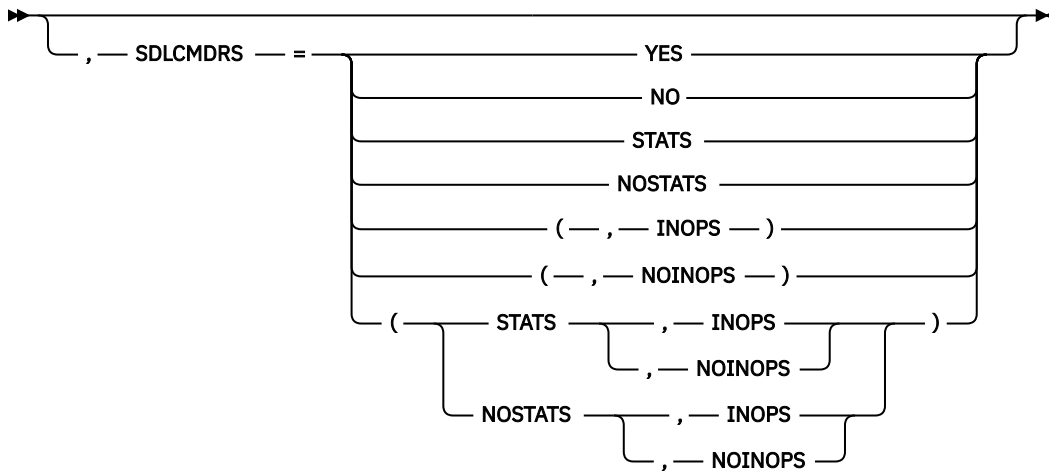 , SDLCMDRS = YES
NO
STATS
NOSTATS
( , INOPS )
( , NOINOPS )
( STATS , INOPS )
, NOINOPS
NOSTATS , INOPS
, NOINOPS